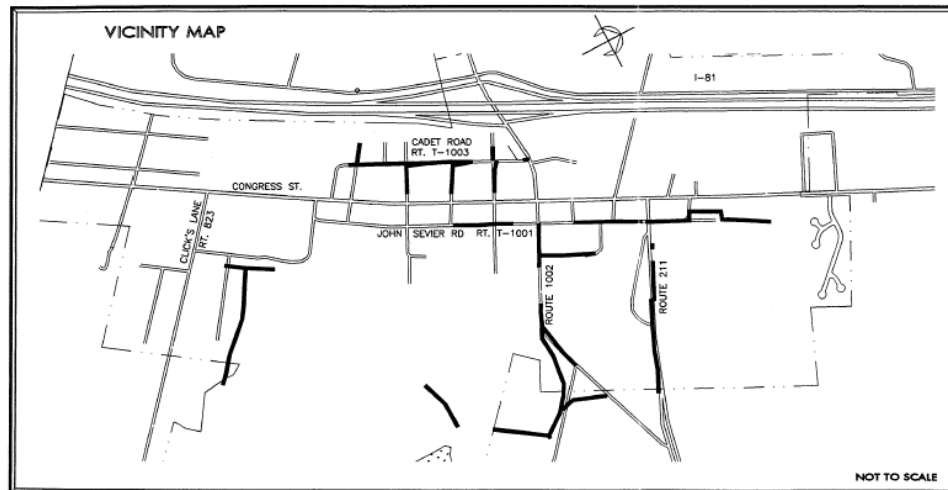 VICINITY MAP
I-81
CADET ROAD
RT. T-1003
CONGRESS ST.
CLICK'S LANE
RT. 823
JOHN SEVIER RD RT. T-1001
ROUTE 1002
ROUTE 211
NOT TO SCALE